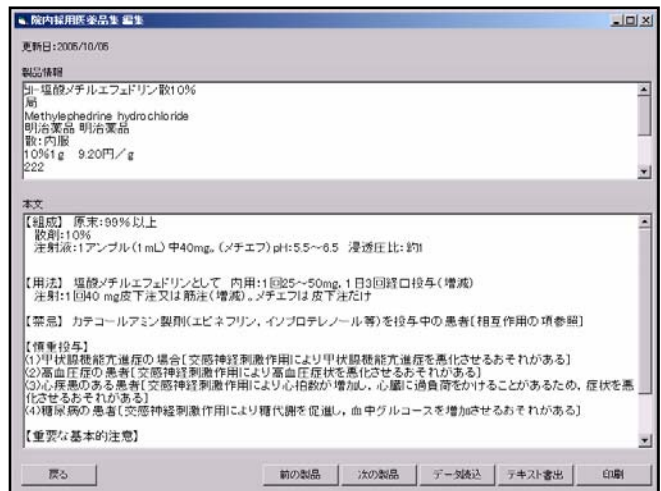 院内採用医薬品集 編集
更新日:2005/10/05
製品情報
dl-塩酸メチルエフェドリン散10%
局
Methylephedrine hydrochloride
明治薬品 明治薬品
散:内服
10%1g 9.20円/g
222
本文
【組成】 原末:99%以上
散剤:10%
注射液:1アンプル(1mL)中40mg。(メチエフ)pH:5.5~6.5 浸透圧比:約1
【用法】 塩酸メチルエフェドリンとして 内用:1回25~50mg,1日3回経口投与(増減)
注射:1回40 mg皮下注又は筋注(増減)。メチエフは皮下注だけ
【禁忌】 カテコールアミン製剤(エピネフリン,イソプロテレノール等)を投与中の患者[相互作用の項参照]
【慎重投与】
(1)甲状腺機能亢進症の場合[交感神経刺激作用により甲状腺機能亢進症を悪化させるおそれがある]
(2)高血圧症の患者[交感神経刺激作用により高血圧症状を悪化させるおそれがある]
(3)心疾患のある患者[交感神経刺激作用により心拍数が増加し,心臓に過負荷をかけることがあるため,症状を悪
化させるおそれがある]
(4)糖尿病の患者[交感神経刺激作用により糖代謝を促進し,血中グルコースを増加させるおそれがある]
【重要な基本的注意】
戻る
前の製品
次の製品
データ読込
テキスト書出
印刷